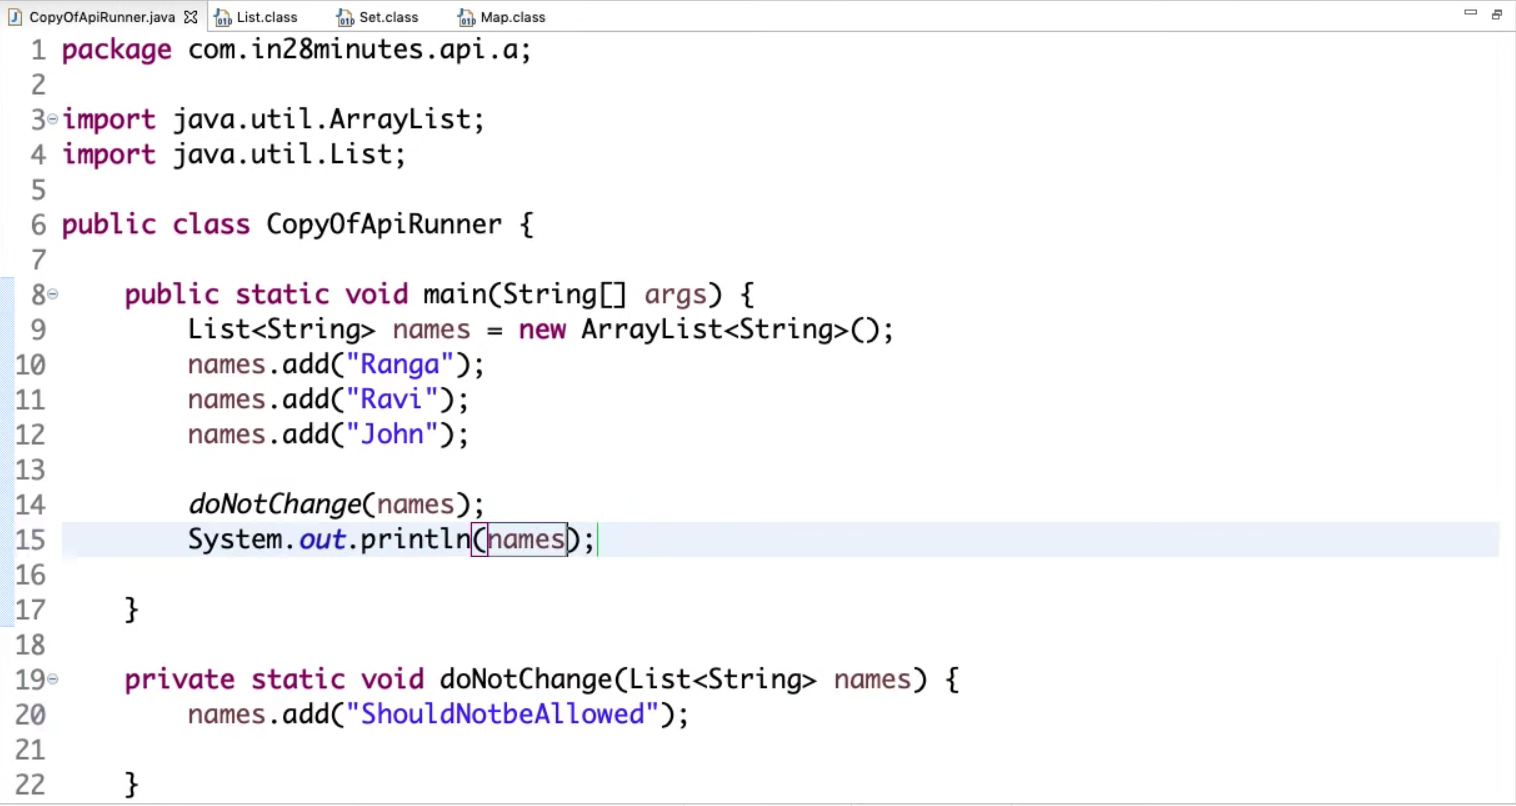 CopyOfApiRunner.java List.class Set.class Map.class
1 package com.in28minutes.api.a;
2
3 import java.util.ArrayList;
4 import java.util.List;
5
6 public class CopyOfApiRunner {
7
8     public static void main(String[] args) {
9         List<String> names = new ArrayList<String>();
10         names.add("Ranga");
11         names.add("Ravi");
12         names.add("John");
13
14         doNotChange(names);
15         System.out.println(names);
16
17     }
18
19     private static void doNotChange(List<String> names) {
20         names.add("ShouldNotbeAllowed");
21
22     }